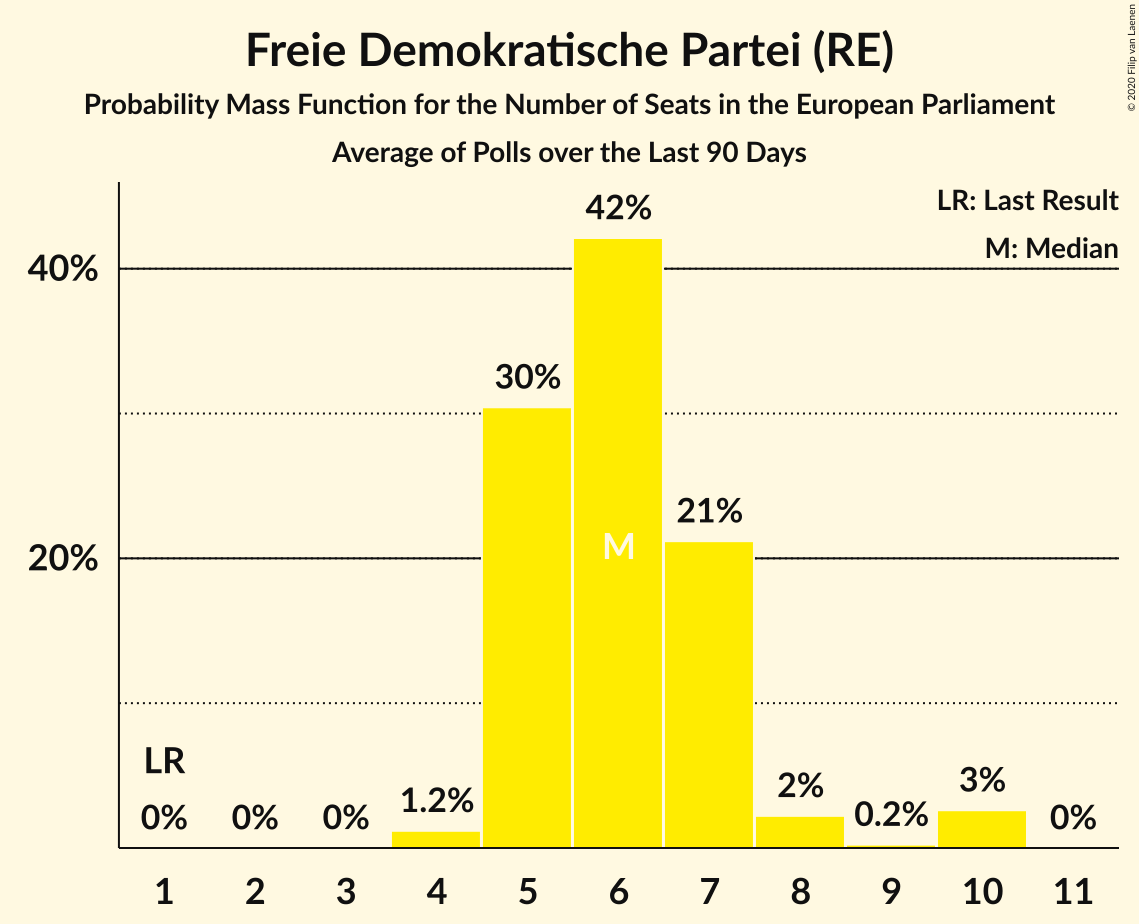 Freie Demokratische Partei (RE)
Probability Mass Function for the Number of Seats in the European Parliament
Average of Polls over the Last 90 Days
© 2020 Filip van Laenen
LR: Last Result
M: Median
42%
40%
30%
21%
20%
M
LR
0%
0%
0%
1.2%
2%
0.2%
3%
0%
1 2 3 4 5 6 7 8 9 10 11